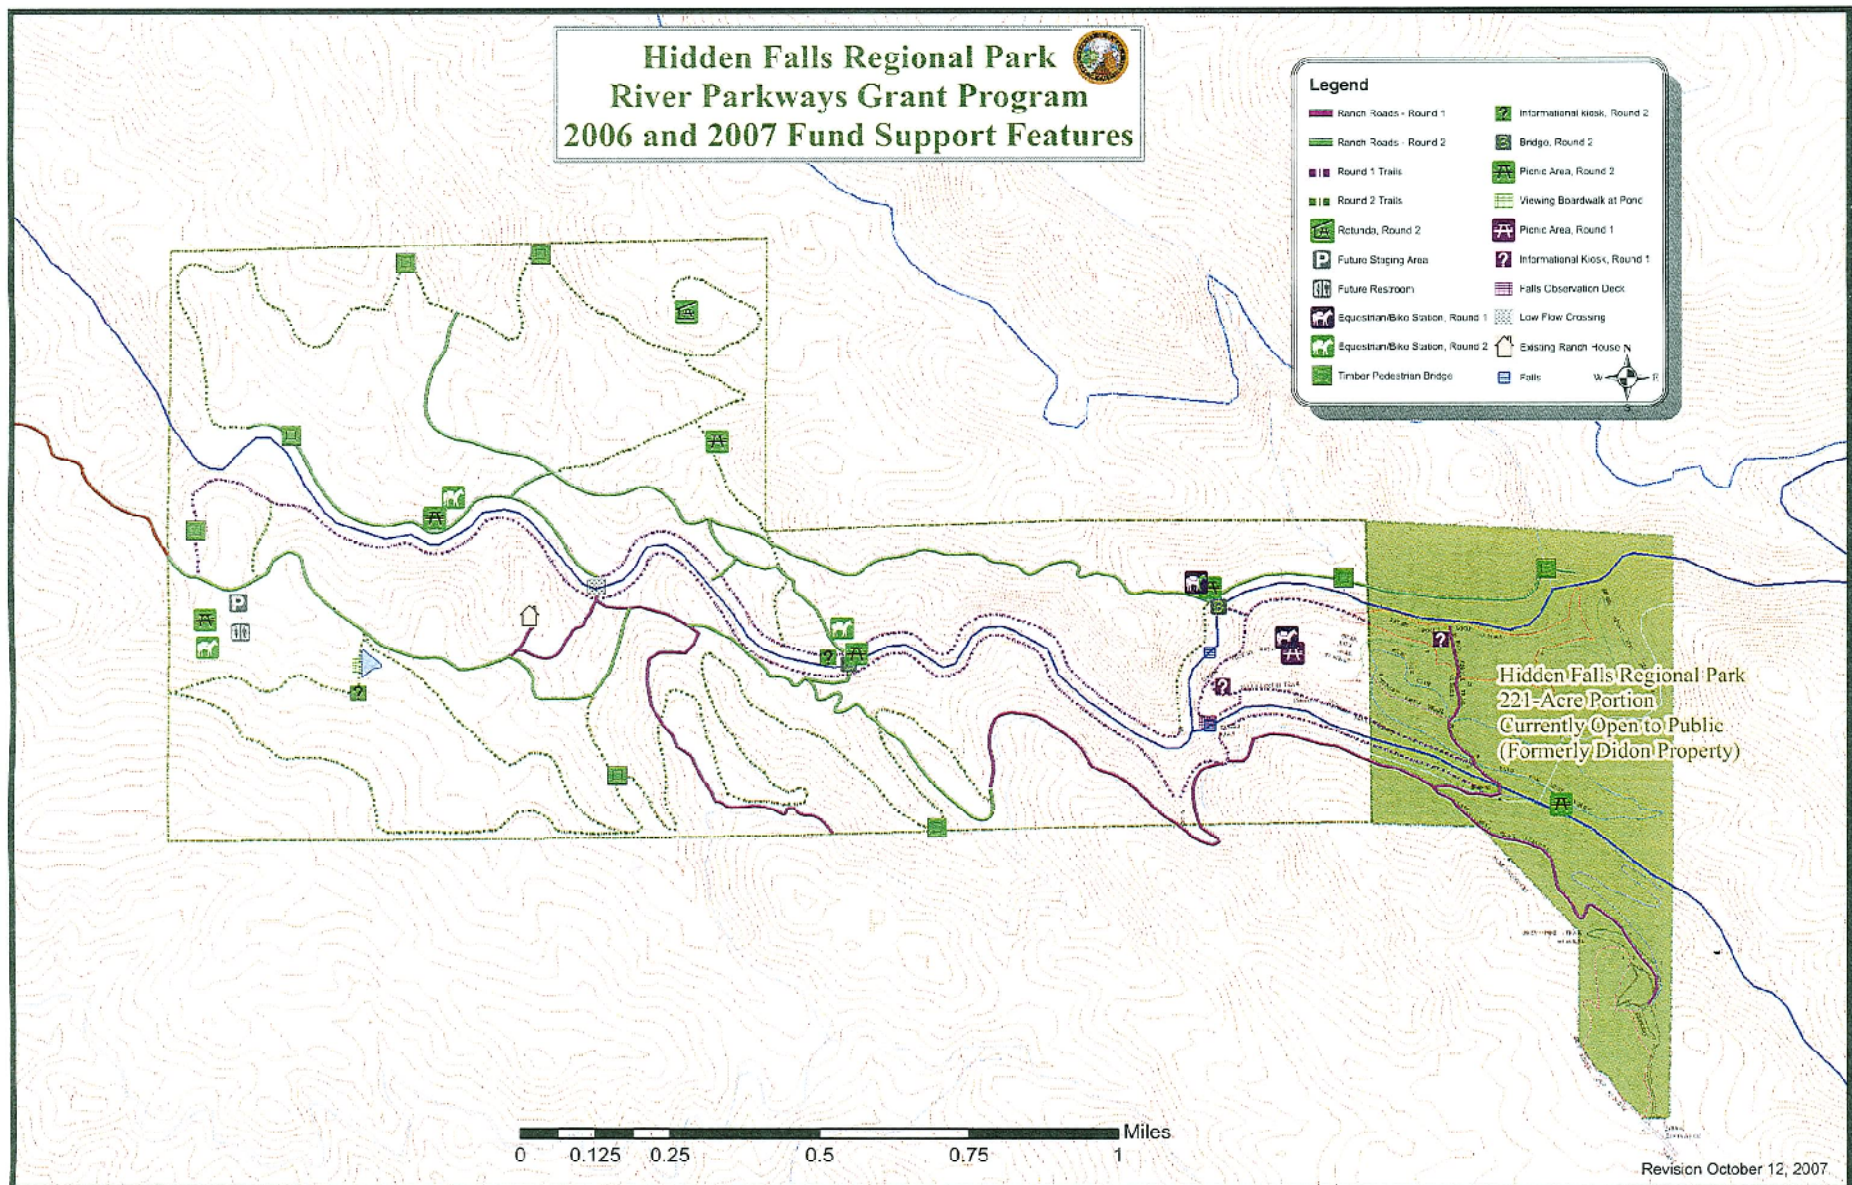 Hidden Falls Regional Park
River Parkways Grant Program
2006 and 2007 Fund Support Features
Legend
Ranch Roads - Round 1
Ranch Roads - Round 2
Round 1 Trails
Round 2 Trails
Rotunda, Round 2
P Future Staging Area
Future Restroom
Equestrian/Bike Station, Round 1
Equestrian/Bike Station, Round 2
Timber Pedestrian Bridge
? Informational kiosk, Round 2
B Bridge, Round 2
Picnic Area, Round 2
Viewing Boardwalk at Pond
Picnic Area, Round 1
? Informational Kiosk, Round 1
Falls Observation Deck
Low Flow Crossing
Existing Ranch House
Falls
N
W E
S
P
?
?
B
?
?
Hidden Falls Regional Park
221-Acre Portion
Currently Open to Public
(Formerly Didon Property)
Miles
0 0.125 0.25 0.5 0.75 1
Revision October 12, 2007